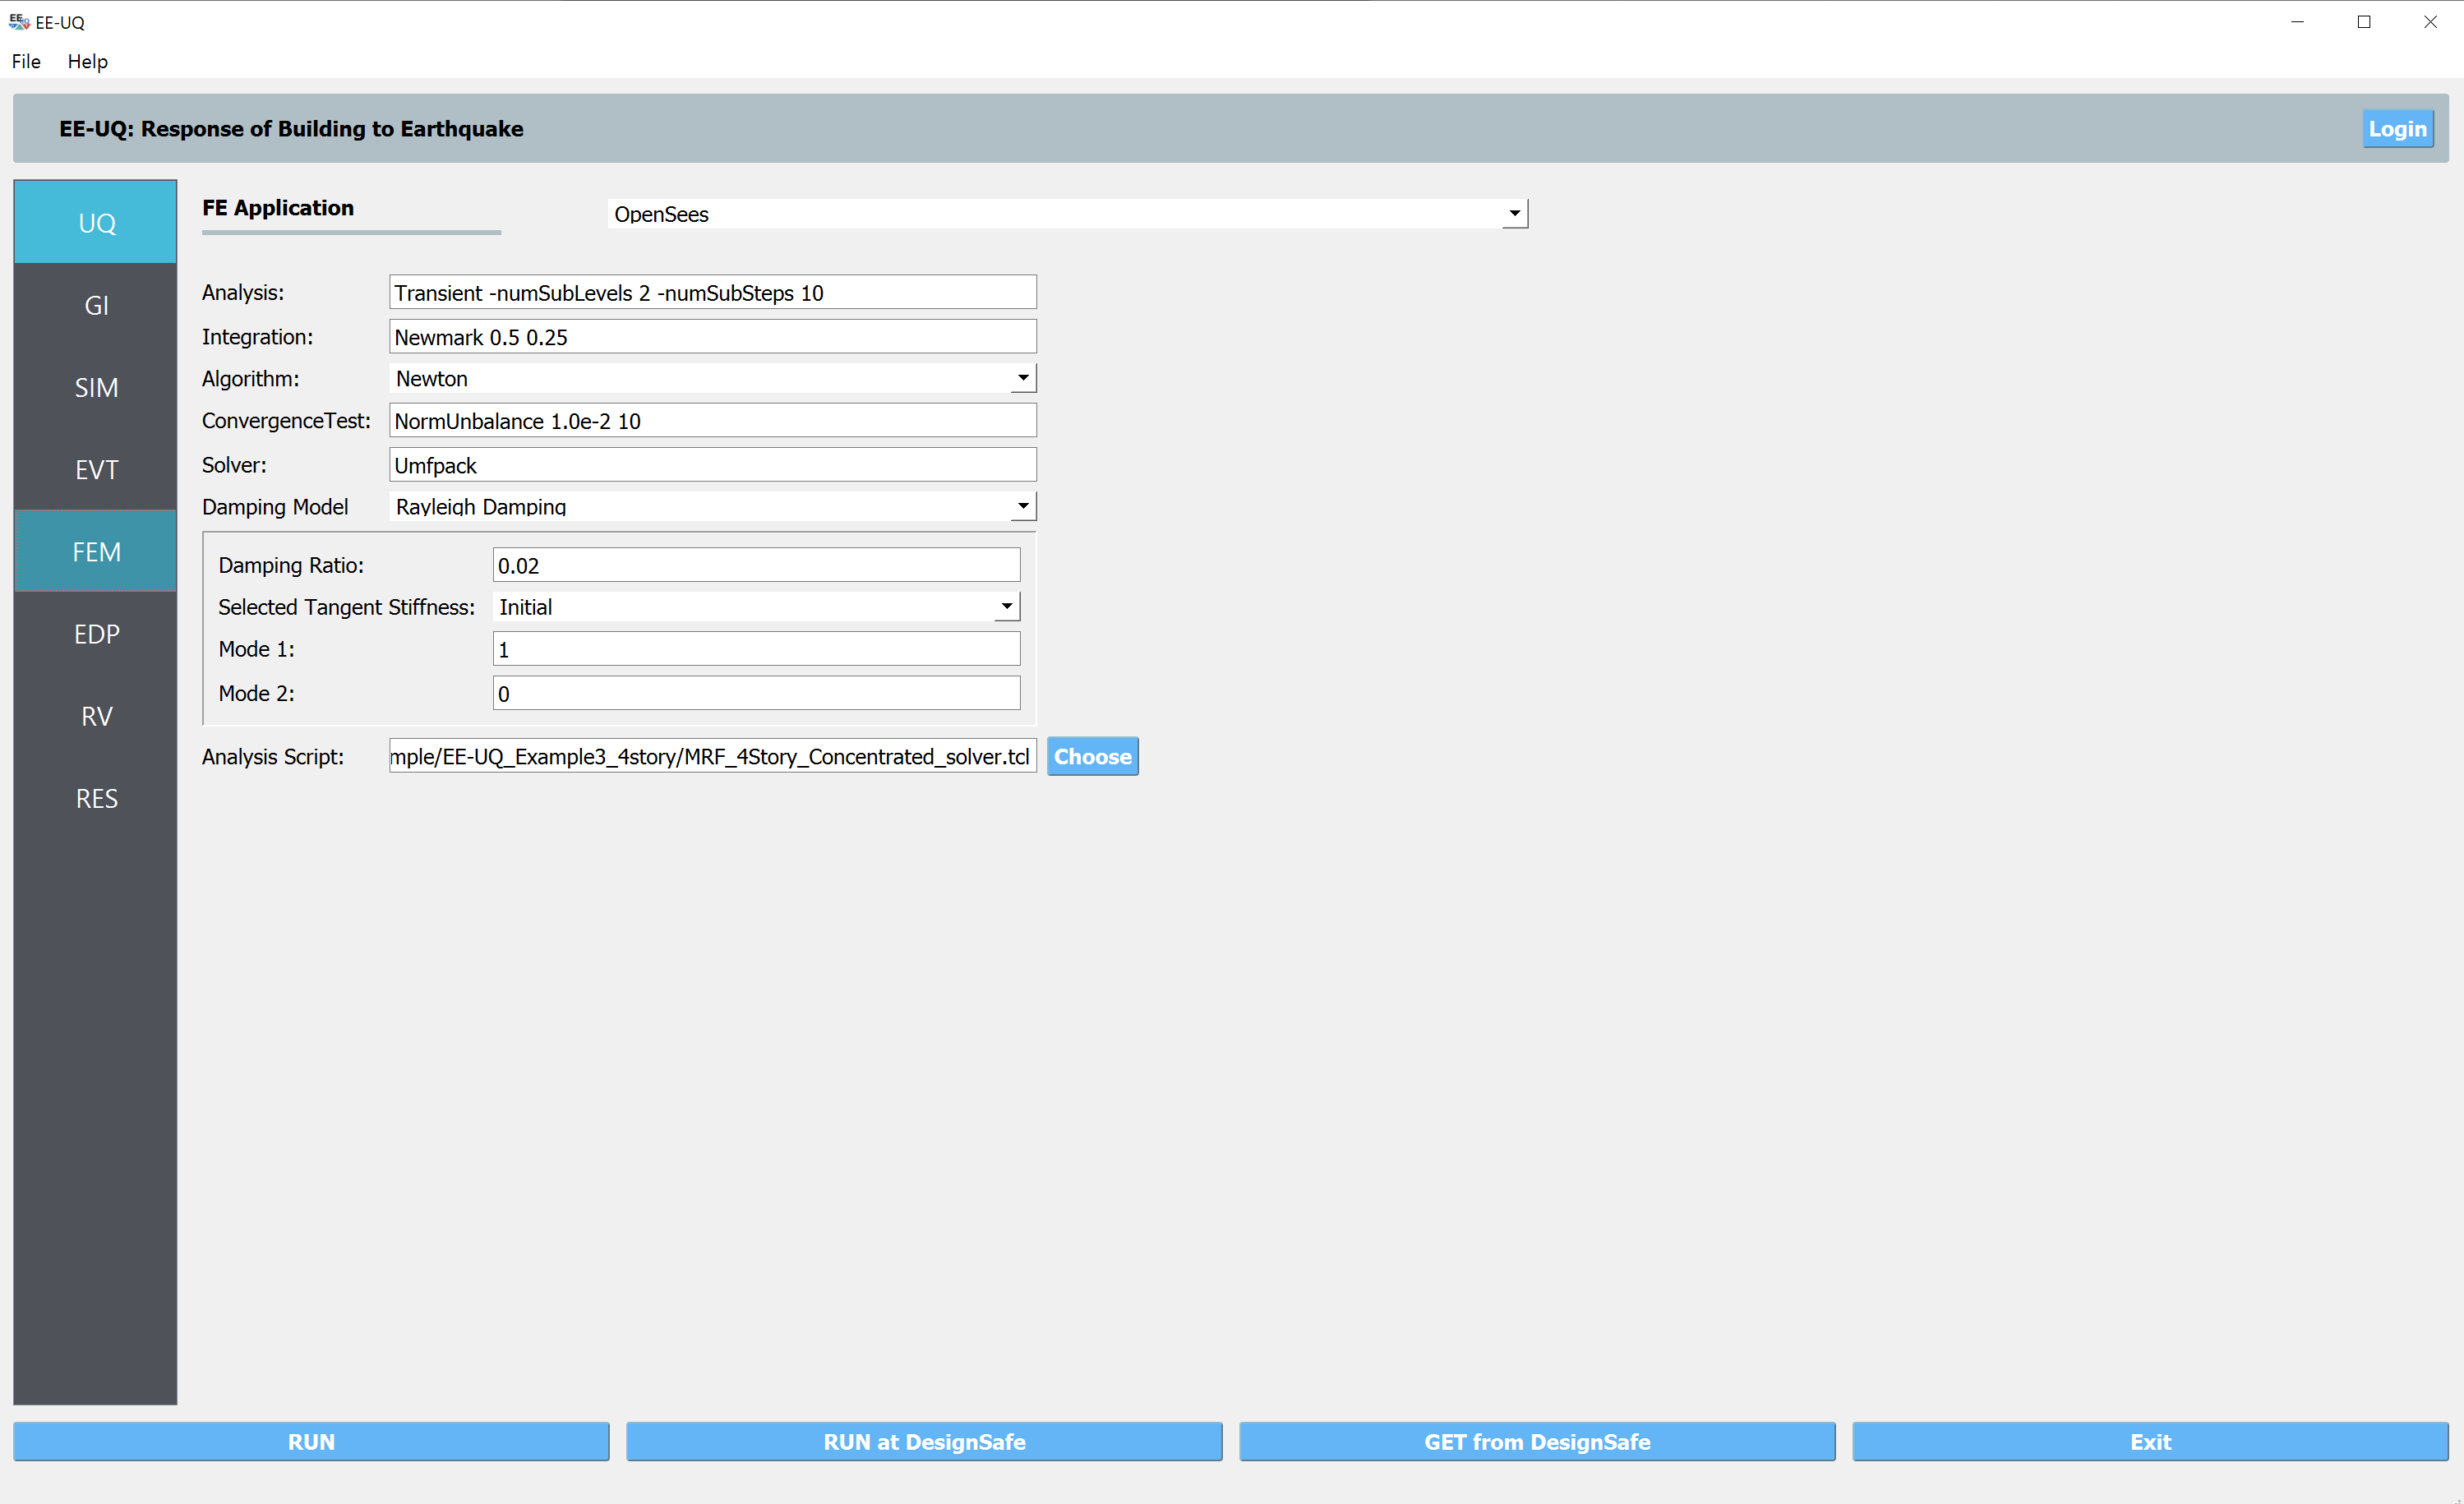 EE-UQ
File Help
EE-UQ: Response of Building to Earthquake
Login
UQ
GI
SIM
EVT
FEM
EDP
RV
RES
FE Application
OpenSees
Analysis: Transient -numSubLevels 2 -numSubSteps 10
Integration: Newmark 0.5 0.25
Algorithm: Newton
ConvergenceTest: NormUnbalance 1.0e-2 10
Solver: Umfpack
Damping Model Rayleigh Damping
Damping Ratio: 0.02
Selected Tangent Stiffness: Initial
Mode 1: 1
Mode 2: 0
Analysis Script: mple/EE-UQ_Example3_4story/MRF_4Story_Concentrated_solver.tcl Choose
RUN RUN at DesignSafe GET from DesignSafe Exit